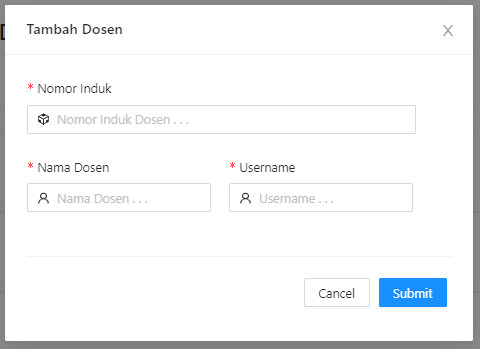 Tambah Dosen
* Nomor Induk
Nomor Induk Dosen . . .
* Nama Dosen * Username
Nama Dosen . . . Username . . .
Cancel Submit